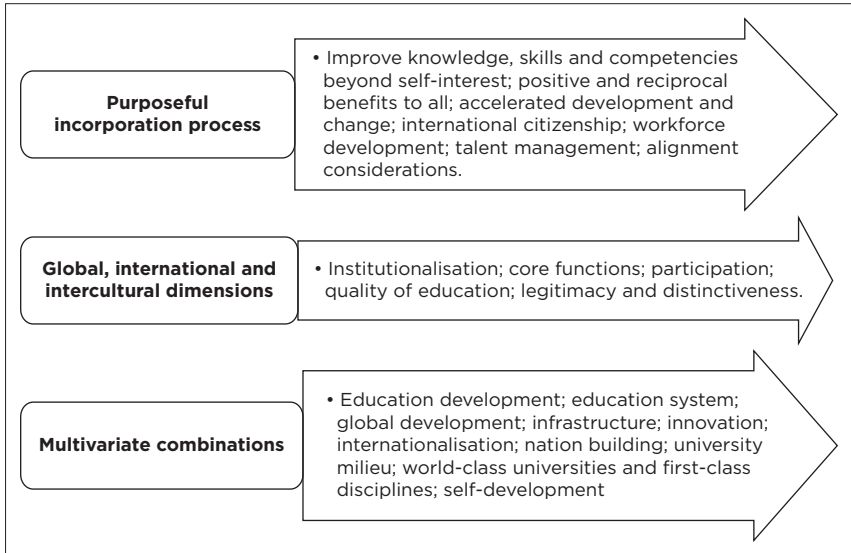 Purposeful
incorporation process
• Improve knowledge, skills and competencies
beyond self-interest; positive and reciprocal
benefits to all; accelerated development and
change; international citizenship; workforce
development; talent management; alignment
considerations.
Global, international and
intercultural dimensions
• Institutionalisation; core functions; participation;
quality of education; legitimacy and distinctiveness.
Multivariate combinations
• Education development; education system;
global development; infrastructure; innovation;
internationalisation; nation building; university
milieu; world-class universities and first-class
disciplines; self-development